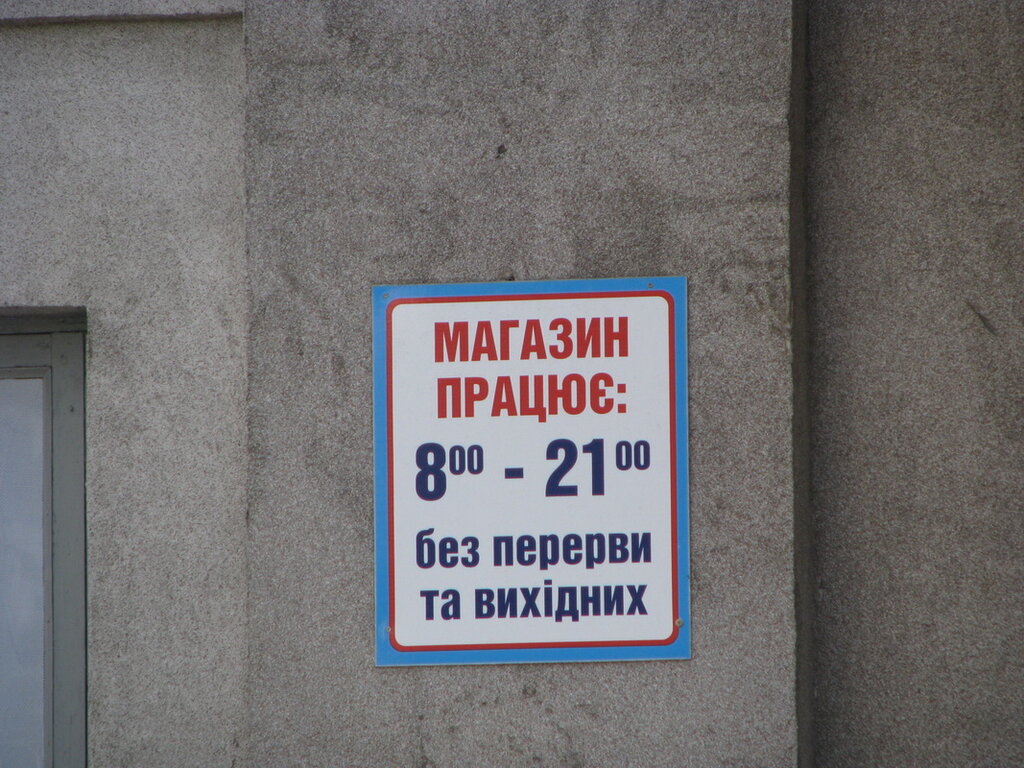 МАГАЗИН
ПРАЦЮЄ:
8⁰⁰ - 21⁰⁰
без перерви
та вихідних